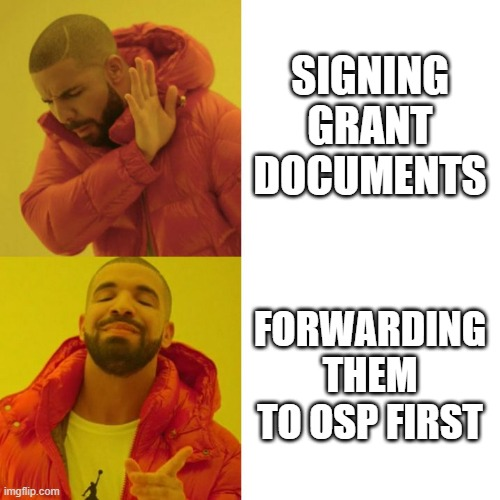 SIGNING
GRANT
DOCUMENTS
FORWARDING
THEM
TO OSP FIRST
imgflip.com